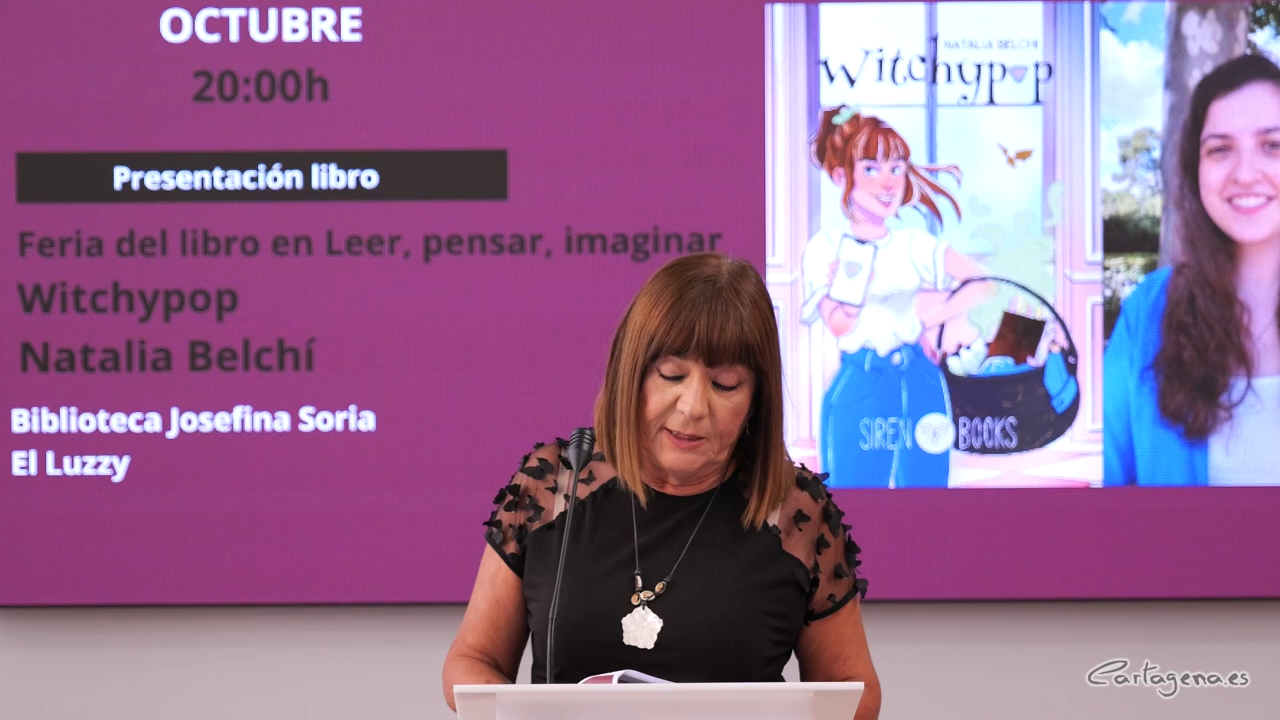 OCTUBRE
20:00h
Presentación libro
Feria del libro en Leer, pensar, imaginar
Witchypop
Natalia Belchí
Biblioteca Josefina Soria
El Luzzy
NATALIA BELCHI
Witchypop
SIREN BOOKS
Cartagena.es